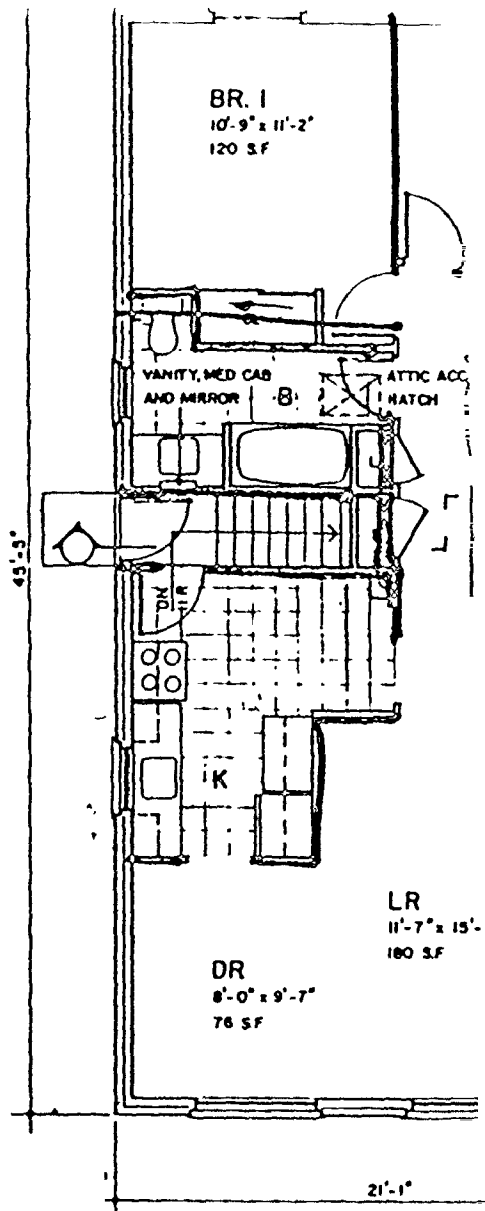 BR. 1
10'-9" x 11'-2"
120 S.F
VANITY, MED CAB
AND MIRROR
B
ATTIC ACC
HATCH
45'-5"
DN
11 R
K
LR
11'-7" x 15'-
180 S.F
DR
8'-0" x 9'-7"
76 S.F
21'-1"